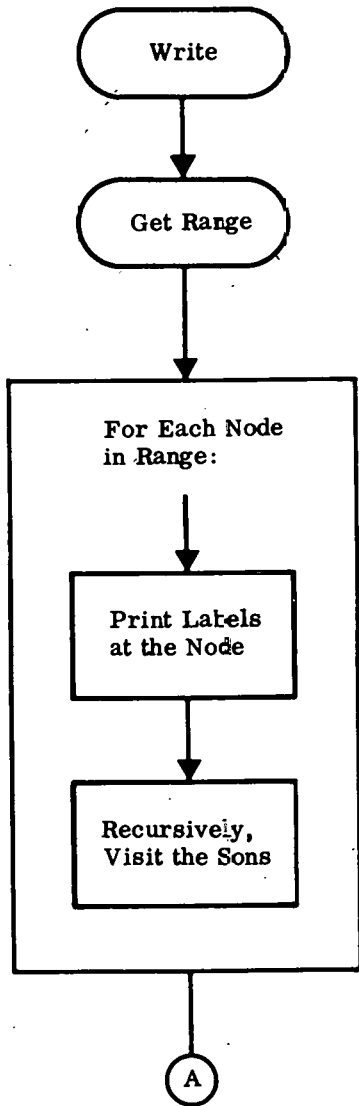 Write
Get Range
For Each Node
in Range:
Print Labels
at the Node
Recursively,
Visit the Sons
A